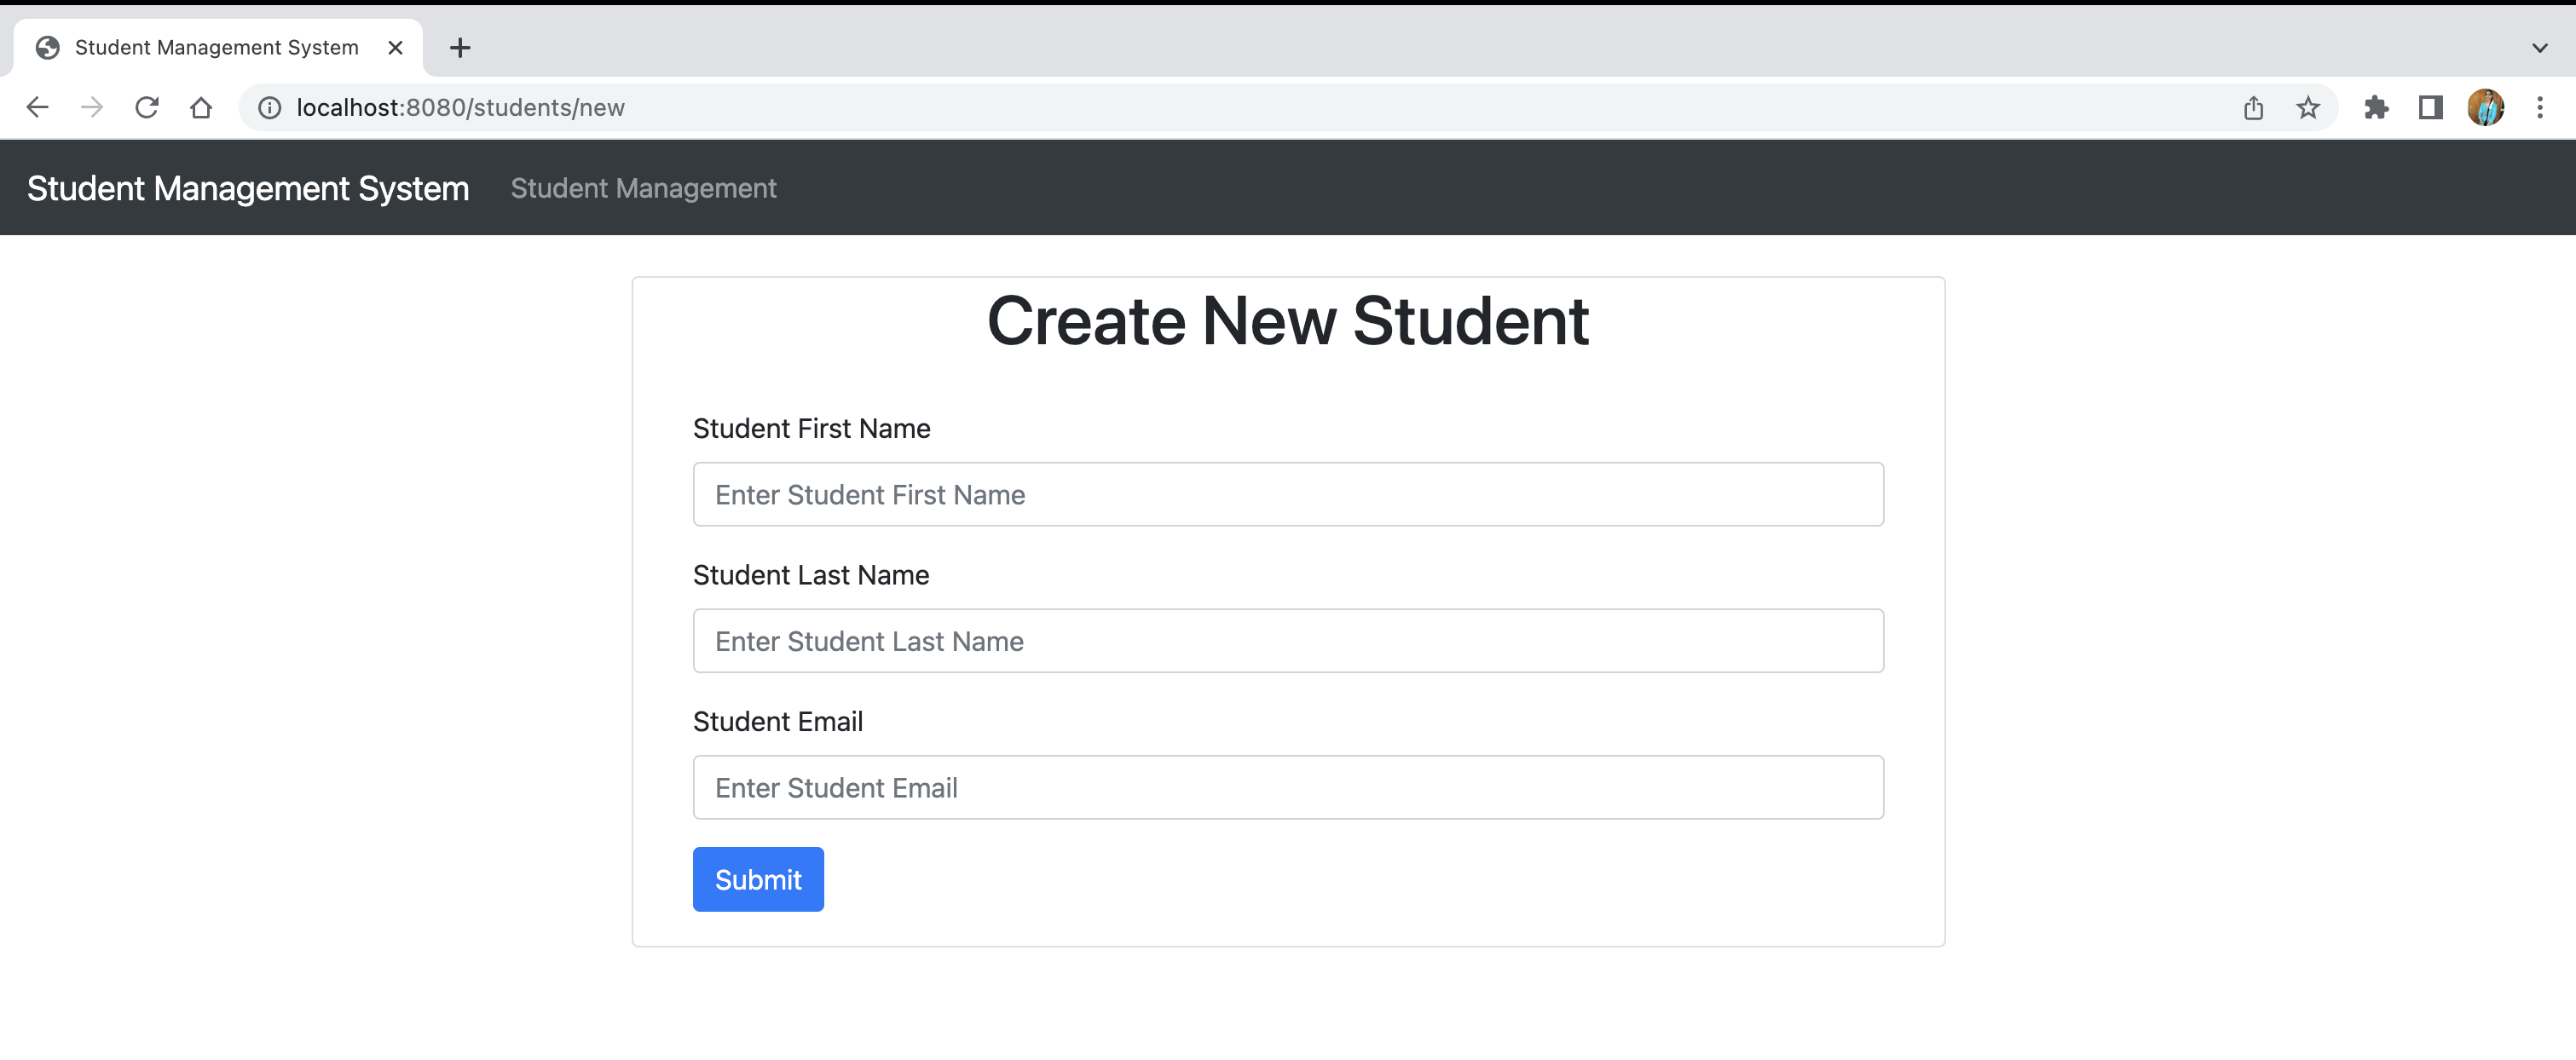 Student Management System
localhost:8080/students/new
Student Management System Student Management
Create New Student
Student First Name
Enter Student First Name
Student Last Name
Enter Student Last Name
Student Email
Enter Student Email
Submit